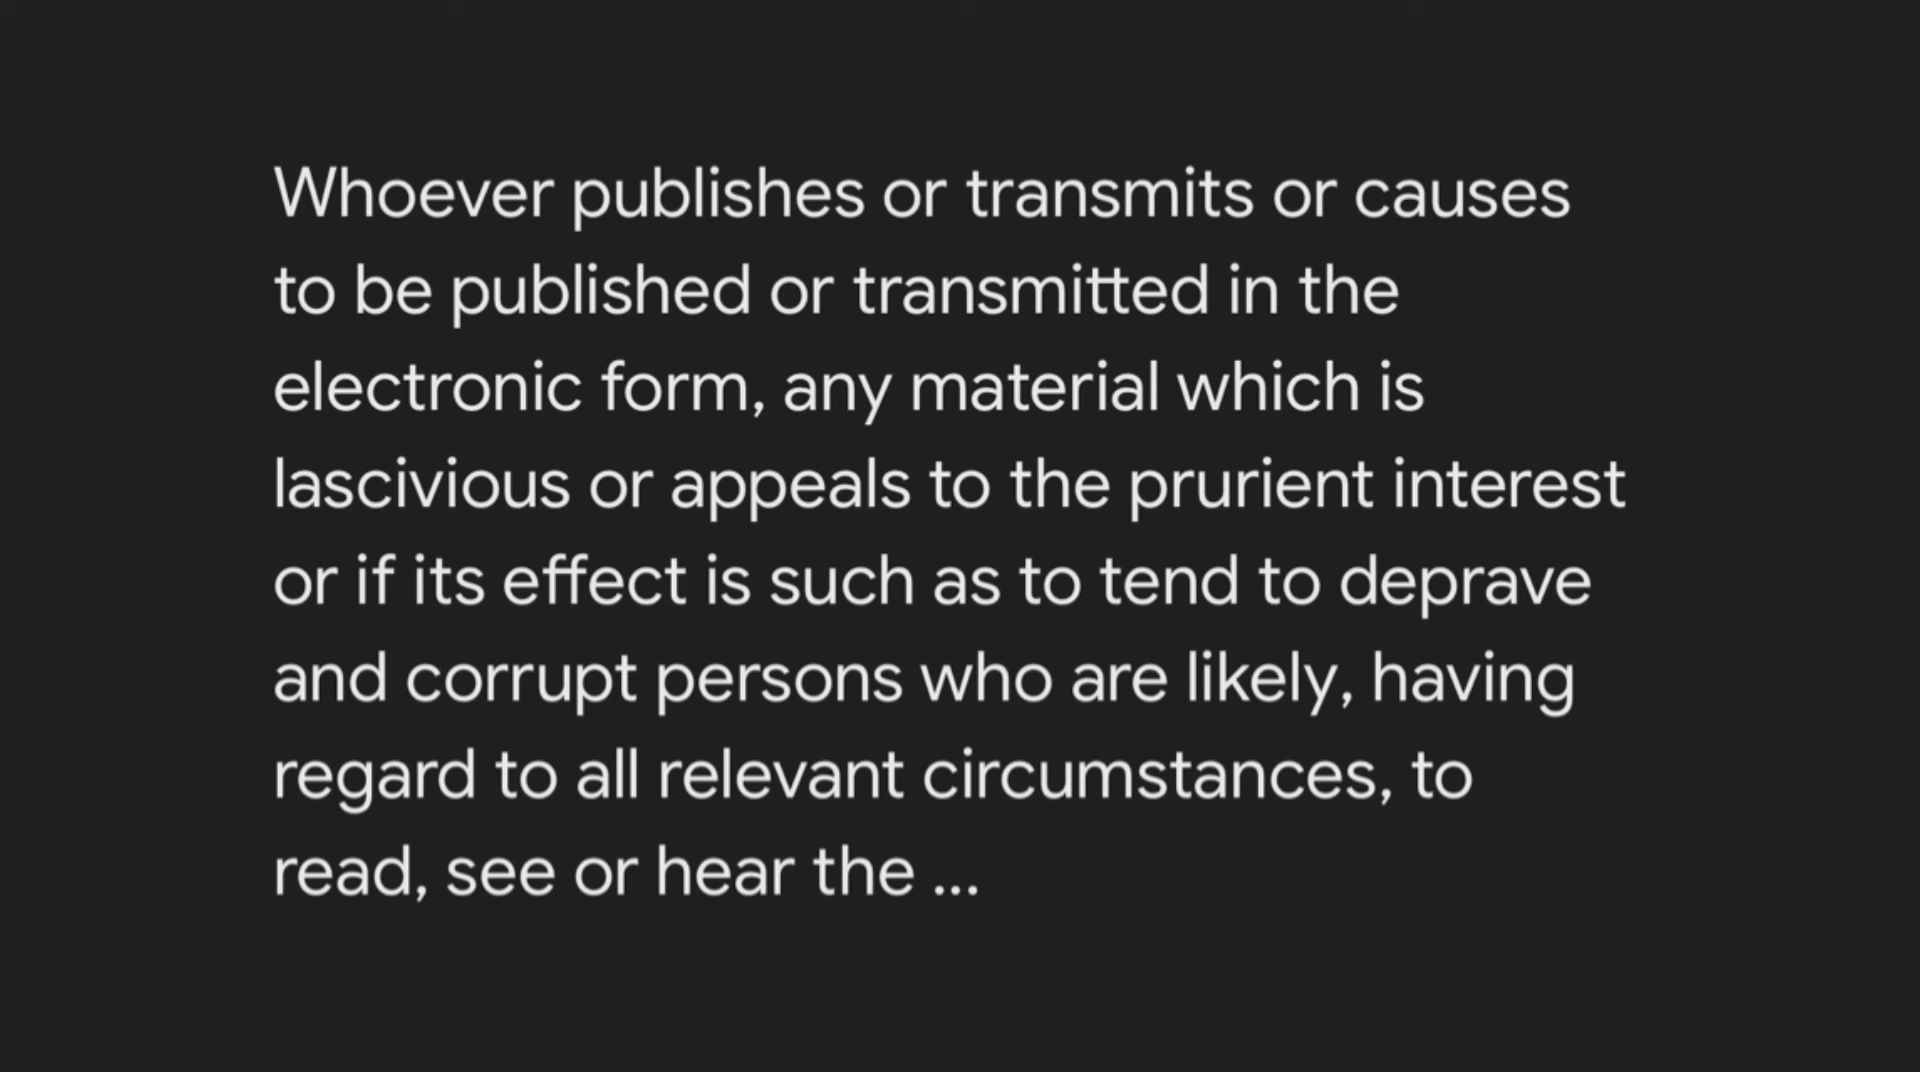 Whoever publishes or transmits or causes
to be published or transmitted in the
electronic form, any material which is
lascivious or appeals to the prurient interest
or if its effect is such as to tend to deprave
and corrupt persons who are likely, having
regard to all relevant circumstances, to
read, see or hear the ...